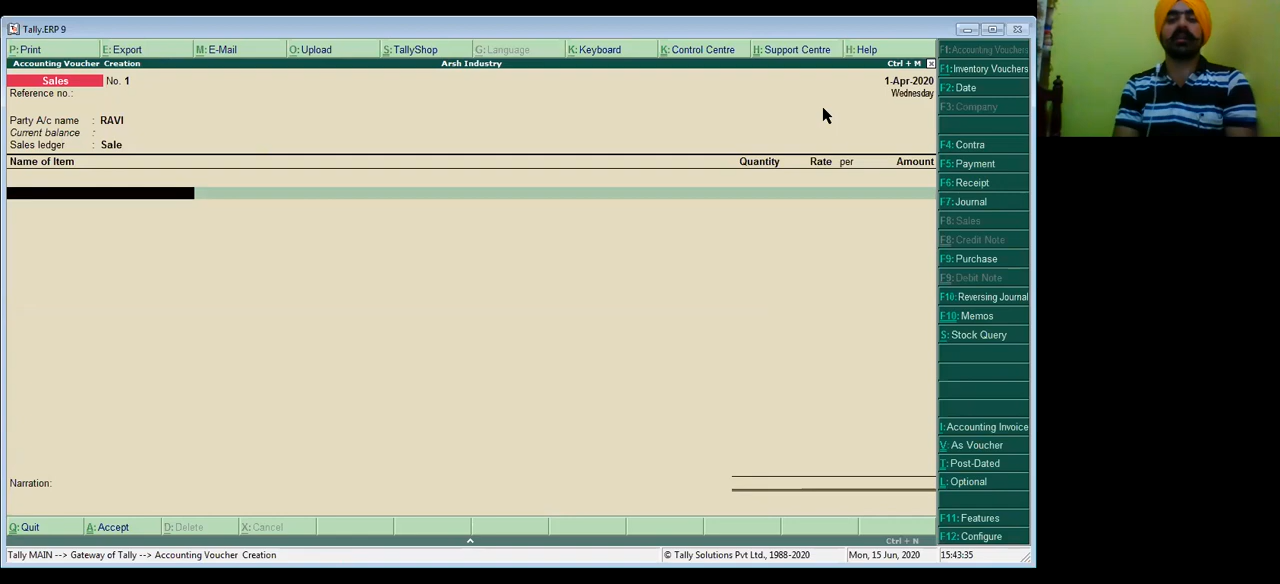 Tally.ERP 9
P: Print E: Export M: E-Mail O: Upload S: TallyShop G: Language K: Keyboard K: Control Centre H: Support Centre H: Help
Accounting Voucher Creation Arsh Industry Ctrl + M
Sales No. 1 1-Apr-2020
Reference no.: Wednesday
Party A/c name : RAVI
Current balance :
Sales ledger : Sale
Name of Item Quantity Rate per Amount
Narration:
Q: Quit A: Accept D: Delete X: Cancel
Ctrl + N
Tally MAIN --> Gateway of Tally --> Accounting Voucher Creation © Tally Solutions Pvt Ltd., 1988-2020 Mon, 15 Jun, 2020 15:43:35
F1: Accounting Vouchers
F1: Inventory Vouchers
F2: Date
F3: Company
F4: Contra
F5: Payment
F6: Receipt
F7: Journal
F8: Sales
F8: Credit Note
F9: Purchase
F9: Debit Note
F10: Reversing Journal
F10: Memos
S: Stock Query
I: Accounting Invoice
V: As Voucher
T: Post-Dated
L: Optional
F11: Features
F12: Configure